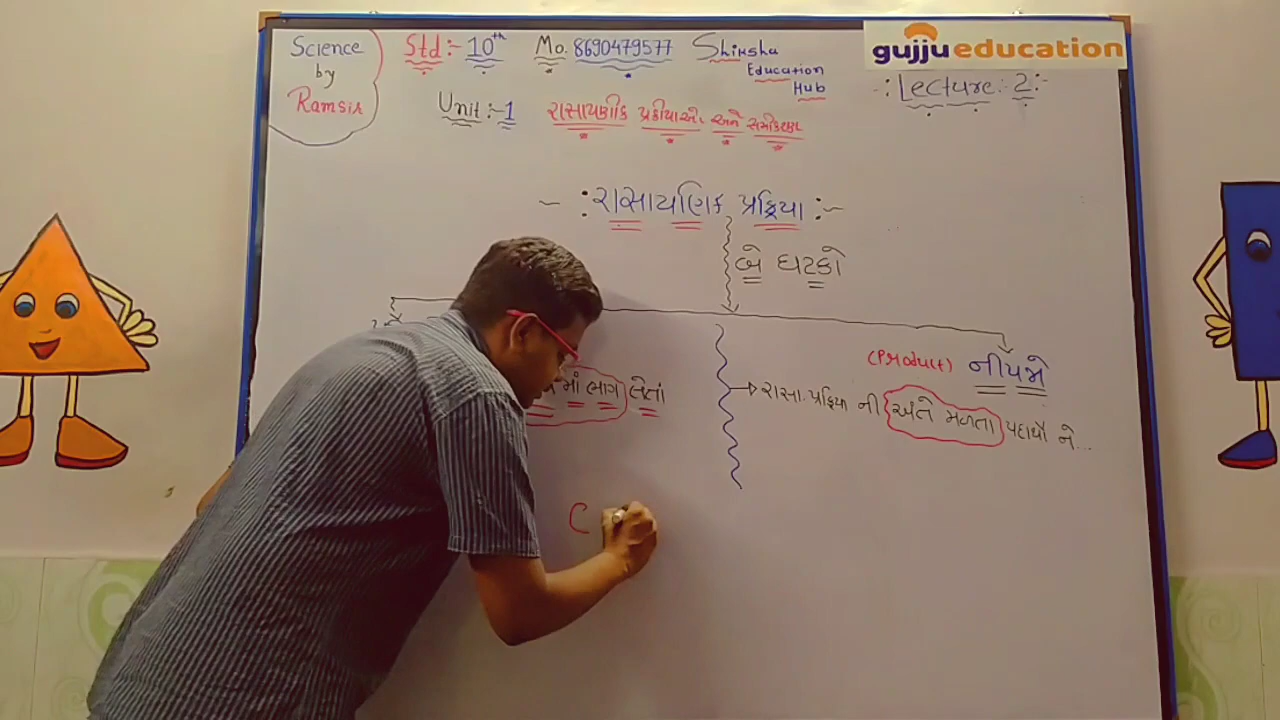 Science
by
Ramsir
Std:- 10th
Mo. 8690479577
Shiksha
Education
Hub
gujju education
-: Lecture:- 2:-
Unit:-1
રાસાયણીક પ્રક્રીયાઓ અને સમીકરણ
- : રાસાયણિક પ્રક્રિયા :-
બે ઘટકો
(Product) નીપજો
માં ભાગ લેતાં
રાસા. પ્રક્રિયા ની અંતે મળતા પદાર્થો ને...
C